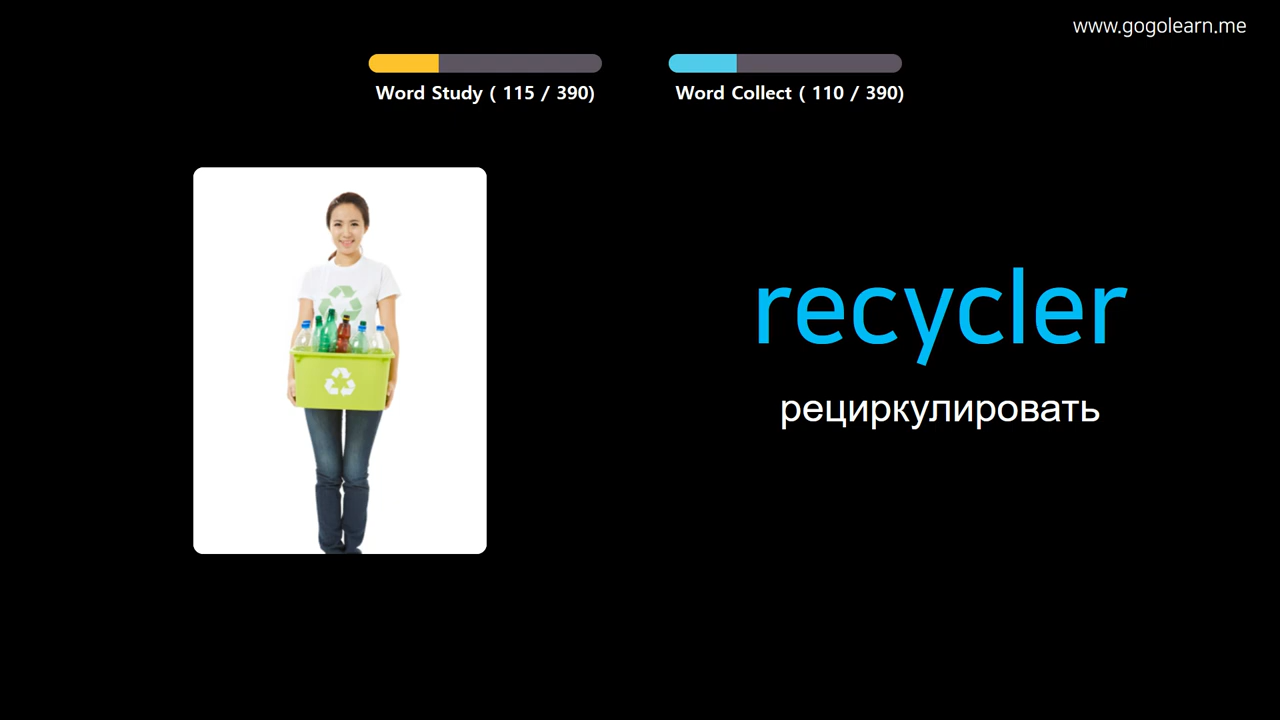 www.gogolearn.me
Word Study ( 115 / 390)
Word Collect ( 110 / 390)
recycler
рециркулировать